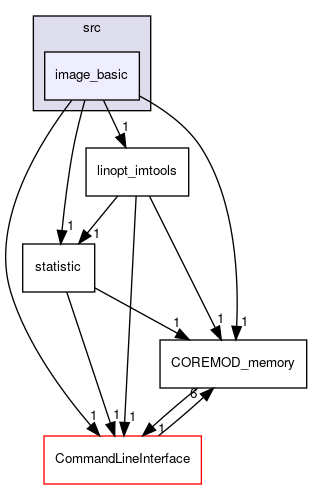 src
image_basic
1
linopt_imtools
1
1
statistic
1
1
1
COREMOD_memory
6
1
1
1
1
CommandLineInterface